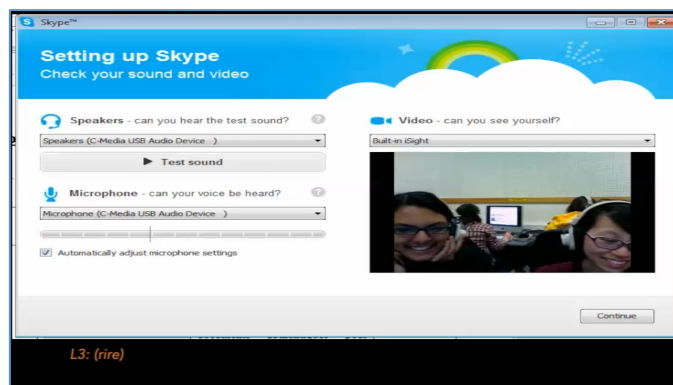 Skype™
Setting up Skype
Check your sound and video
Speakers - can you hear the test sound?
Speakers (C-Media USB Audio Device )
Test sound
Microphone - can your voice be heard?
Microphone (C-Media USB Audio Device )
Automatically adjust microphone settings
Video - can you see yourself?
Built-in iSight
Continue
L3: (rire)